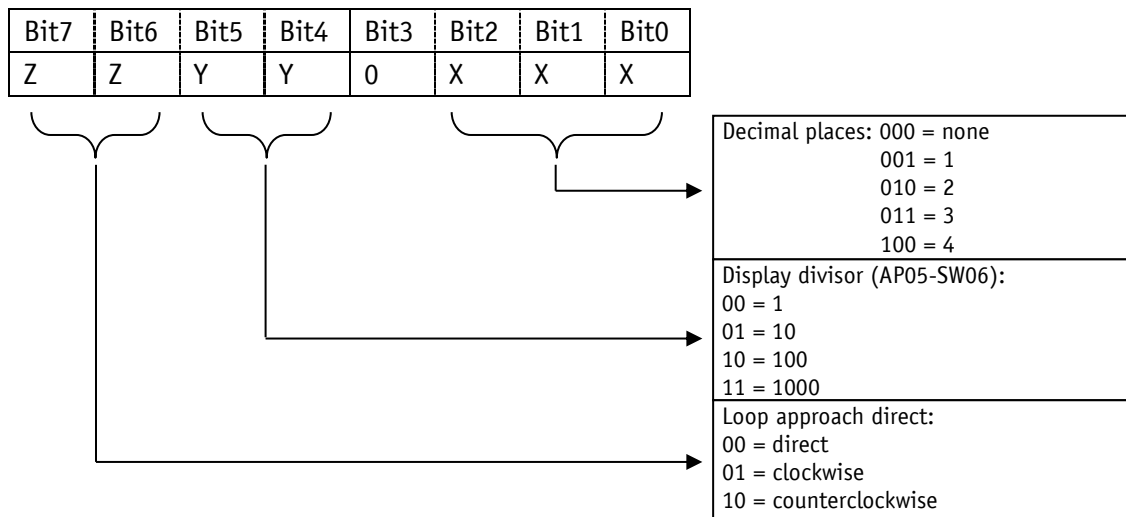 Bit7 Bit6 Bit5 Bit4 Bit3 Bit2 Bit1 Bit0
Z Z Y Y 0 X X X
Decimal places: 000 = none
001 = 1
010 = 2
011 = 3
100 = 4
Display divisor (AP05-SW06):
00 = 1
01 = 10
10 = 100
11 = 1000
Loop approach direct:
00 = direct
01 = clockwise
10 = counterclockwise